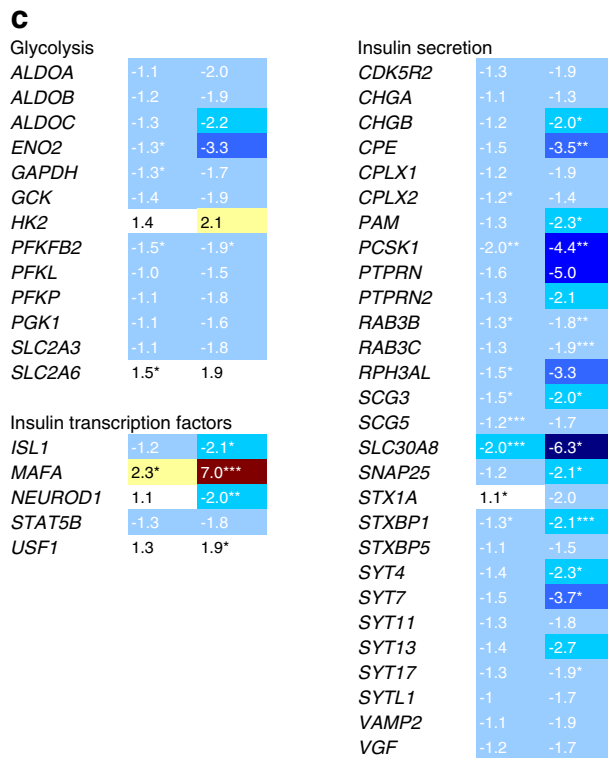 c
Glycolysis
ALDOA -1.1 -2.0
ALDOB -1.2 -1.9
ALDOC -1.3 -2.2
ENO2 -1.3* -3.3
GAPDH -1.3* -1.7
GCK -1.4 -1.9
HK2 1.4 2.1
PFKFB2 -1.5* -1.9*
PFKL -1.0 -1.5
PFKP -1.1 -1.8
PGK1 -1.1 -1.6
SLC2A3 -1.1 -1.8
SLC2A6 1.5* 1.9
Insulin transcription factors
ISL1 -1.2 -2.1*
MAFA 2.3* 7.0***
NEUROD1 1.1 -2.0**
STAT5B -1.3 -1.8
USF1 1.3 1.9*
Insulin secretion
CDK5R2 -1.3 -1.9
CHGA -1.1 -1.3
CHGB -1.2 -2.0*
CPE -1.5 -3.5**
CPLX1 -1.2 -1.9
CPLX2 -1.2* -1.4
PAM -1.3 -2.3*
PCSK1 -2.0** -4.4**
PTPRN -1.6 -5.0
PTPRN2 -1.3 -2.1
RAB3B -1.3* -1.8**
RAB3C -1.3 -1.9***
RPH3AL -1.5* -3.3
SCG3 -1.5* -2.0*
SCG5 -1.2*** -1.7
SLC30A8 -2.0*** -6.3*
SNAP25 -1.2 -2.1*
STX1A 1.1* -2.0
STXBP1 -1.3* -2.1***
STXBP5 -1.1 -1.5
SYT4 -1.4 -2.3*
SYT7 -1.5 -3.7*
SYT11 -1.3 -1.8
SYT13 -1.4 -2.7
SYT17 -1.3 -1.9*
SYTL1 -1 -1.7
VAMP2 -1.1 -1.9
VGF -1.2 -1.7